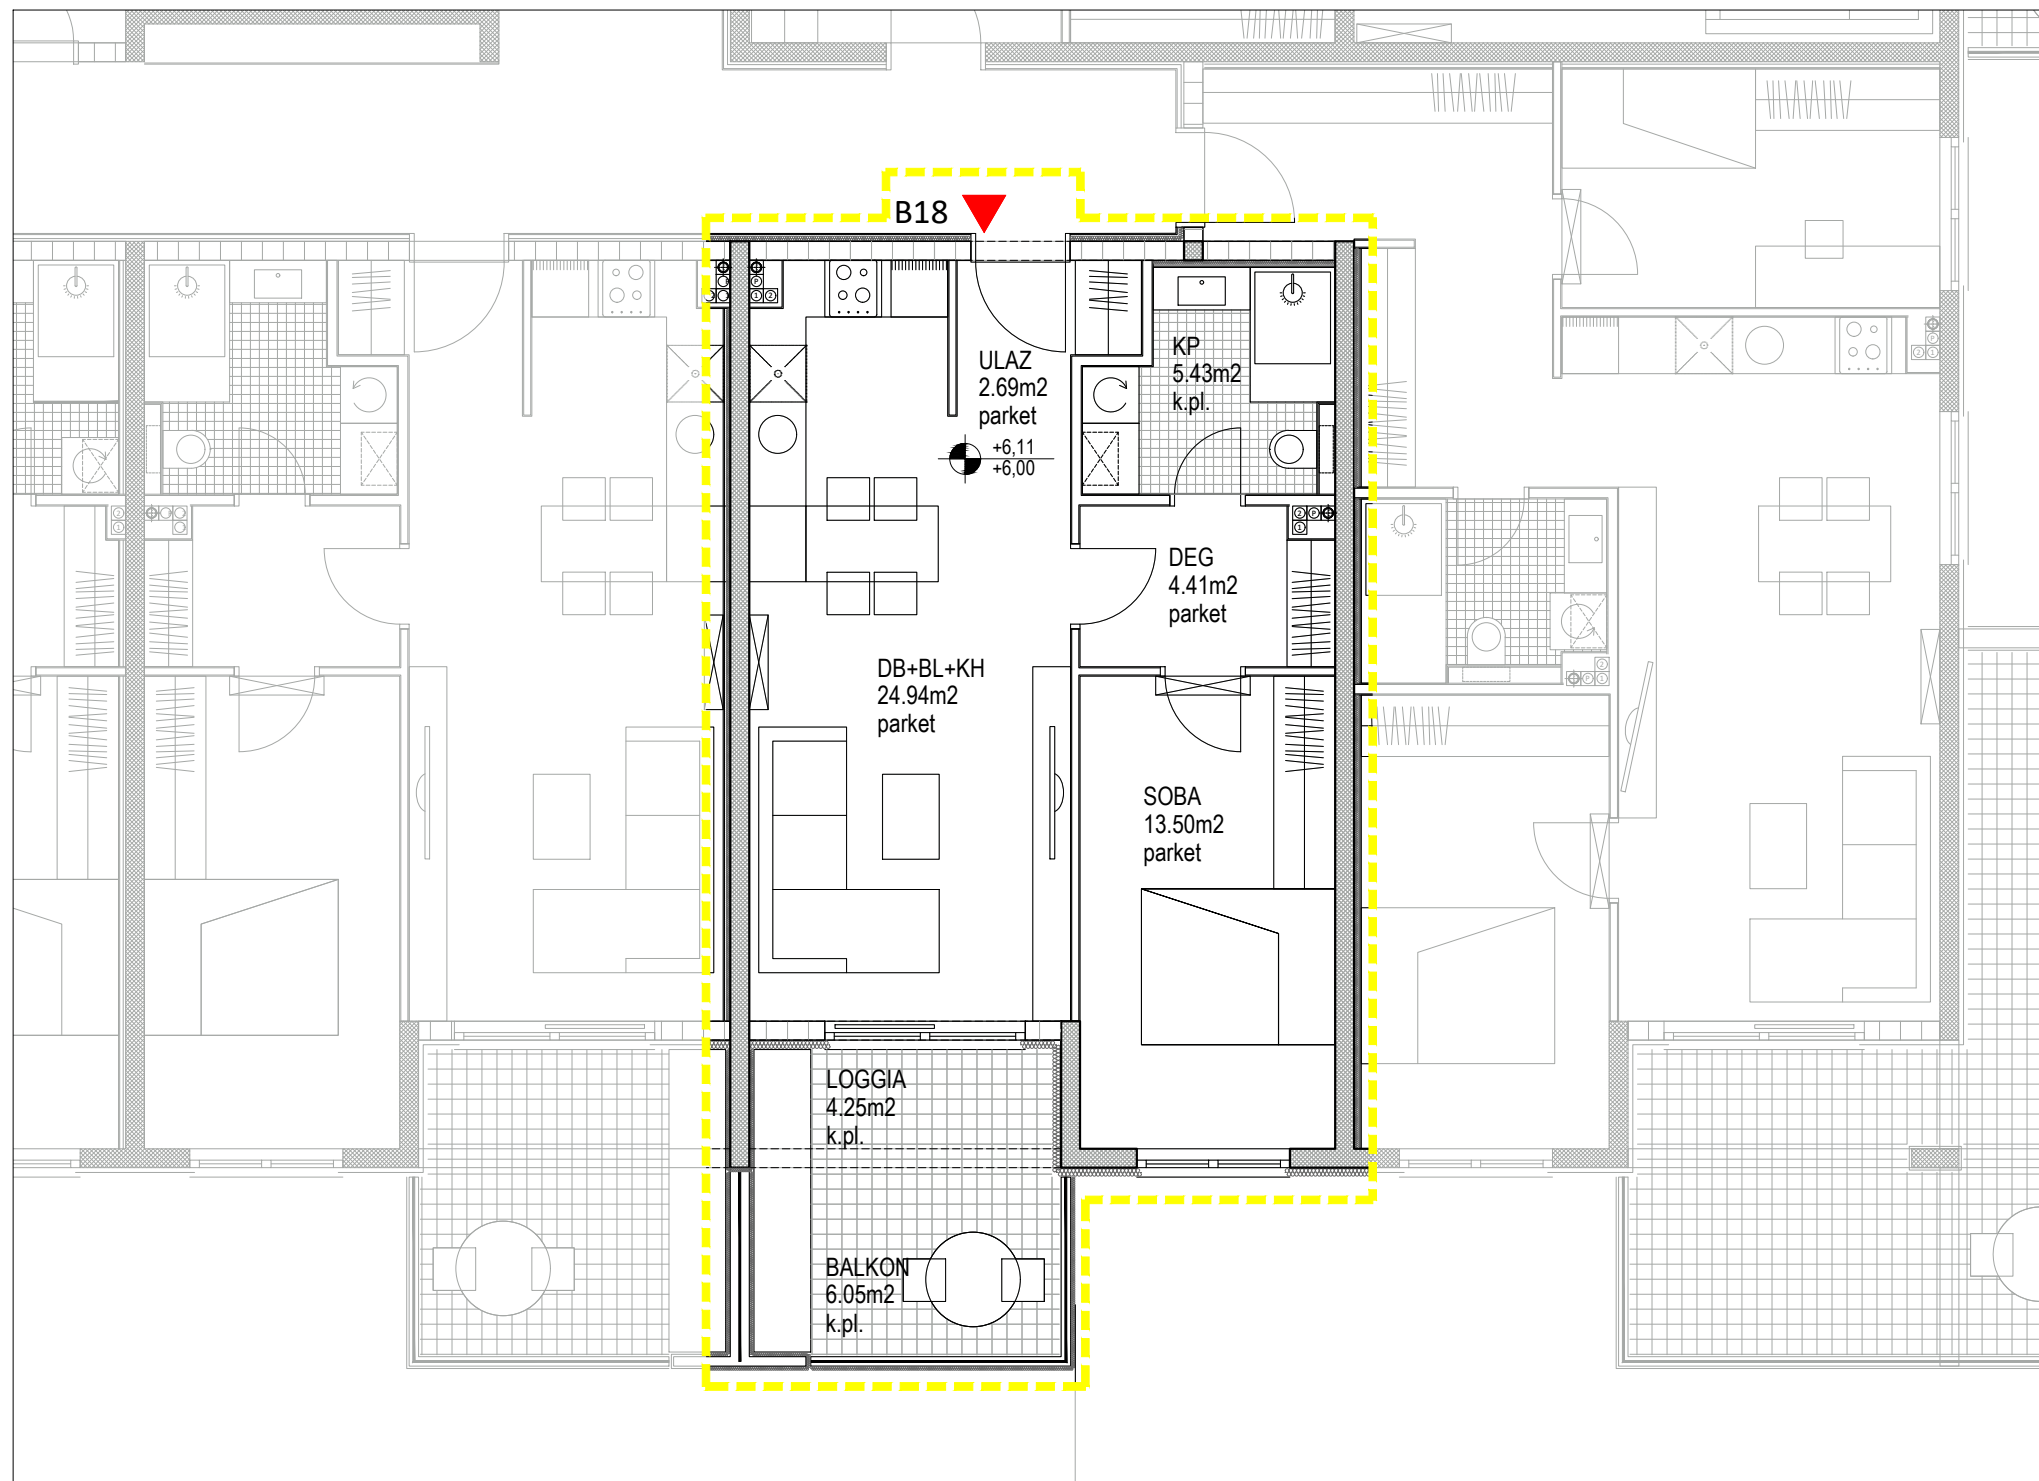 B18
ULAZ
2.69m2
parket
+6,11
+6,00
KP
5.43m2
k.pl.
DEG
4.41m2
parket
DB+BL+KH
24.94m2
parket
SOBA
13.50m2
parket
LOGGIA
4.25m2
k.pl.
BALKON
6.05m2
k.pl.